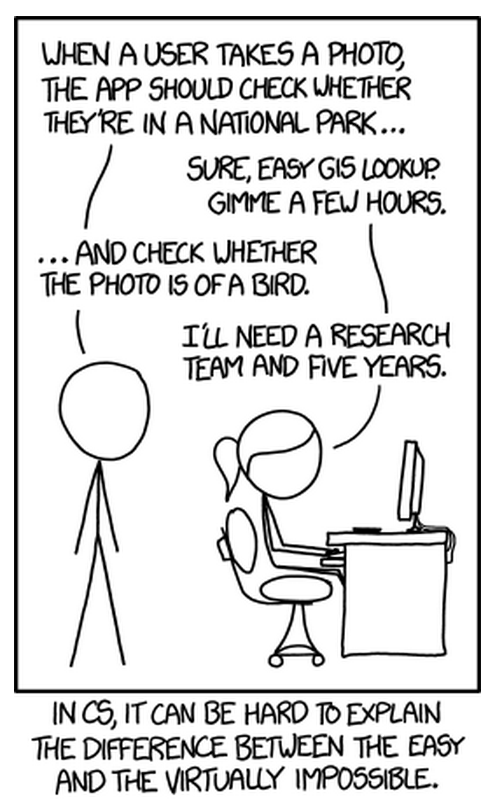 WHEN A USER TAKES A PHOTO,
THE APP SHOULD CHECK WHETHER
THEY'RE IN A NATIONAL PARK...
SURE, EASY GIS LOOKUP.
GIMME A FEW HOURS.
...AND CHECK WHETHER
THE PHOTO IS OF A BIRD.
I'LL NEED A RESEARCH
TEAM AND FIVE YEARS.
IN CS, IT CAN BE HARD TO EXPLAIN
THE DIFFERENCE BETWEEN THE EASY
AND THE VIRTUALLY IMPOSSIBLE.